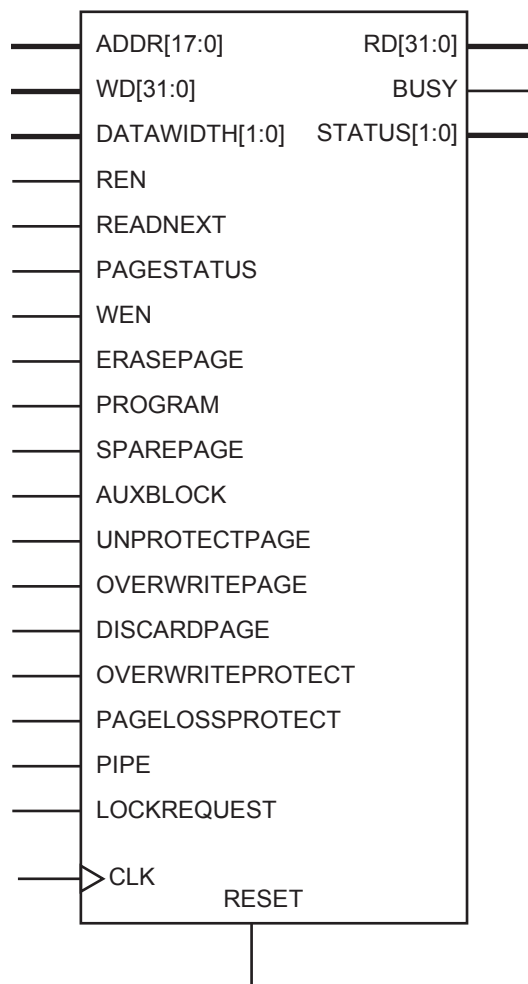 ADDR[17:0] RD[31:0]
WD[31:0] BUSY
DATAWIDTH[1:0] STATUS[1:0]
REN
READNEXT
PAGESTATUS
WEN
ERASEPAGE
PROGRAM
SPAREPAGE
AUXBLOCK
UNPROTECTPAGE
OVERWRITEPAGE
DISCARDPAGE
OVERWRITEPROTECT
PAGELOSSPROTECT
PIPE
LOCKREQUEST
CLK
RESET